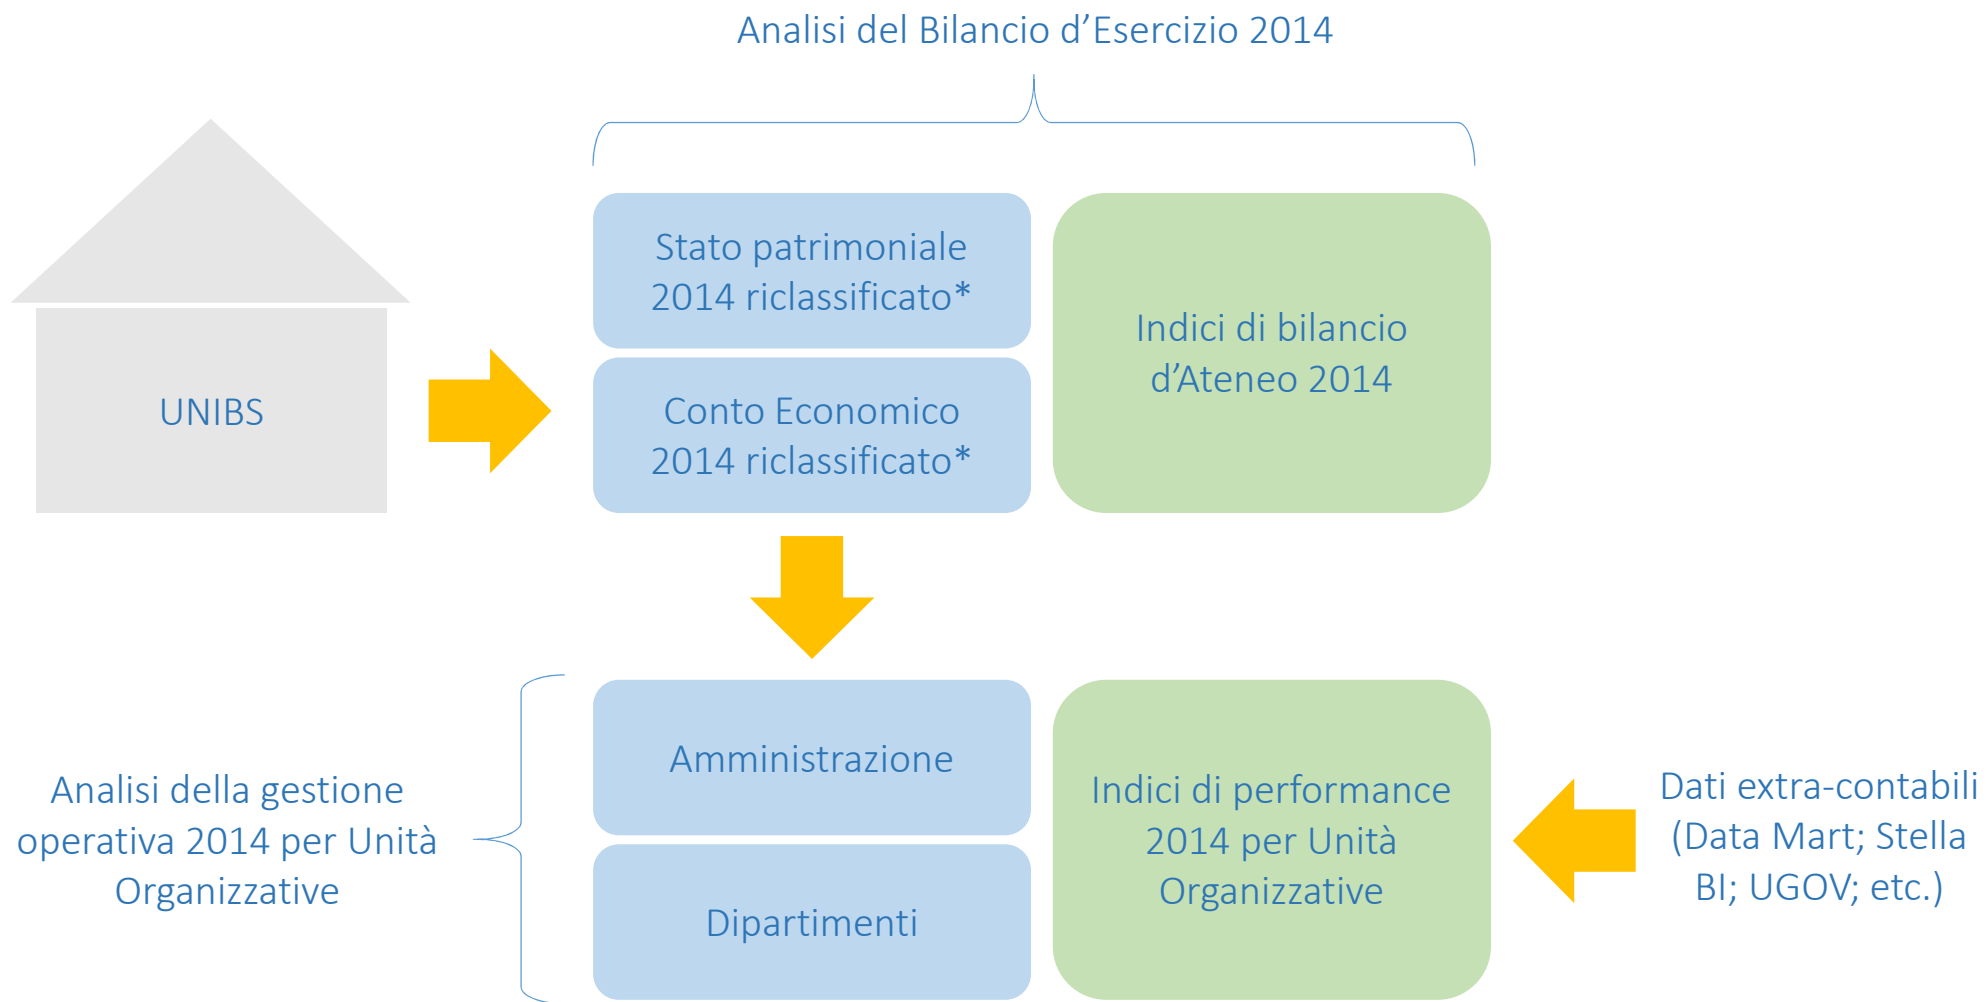 Analisi del Bilancio d’Esercizio 2014
UNIBS
Stato patrimoniale
2014 riclassificato*
Conto Economico
2014 riclassificato*
Indici di bilancio
d’Ateneo 2014
Analisi della gestione
operativa 2014 per Unità
Organizzative
Amministrazione
Dipartimenti
Indici di performance
2014 per Unità
Organizzative
Dati extra-contabili
(Data Mart; Stella
BI; UGOV; etc.)